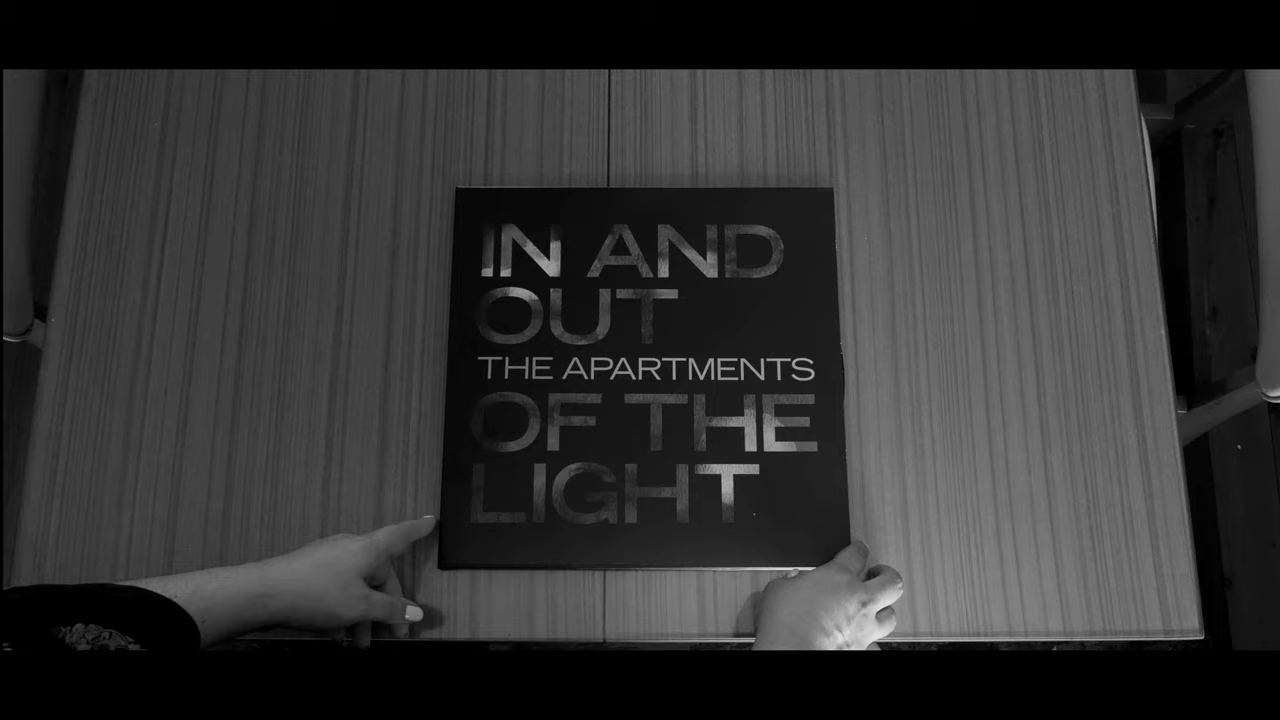 IN AND
OUT
THE APARTMENTS
OF THE
LIGHT